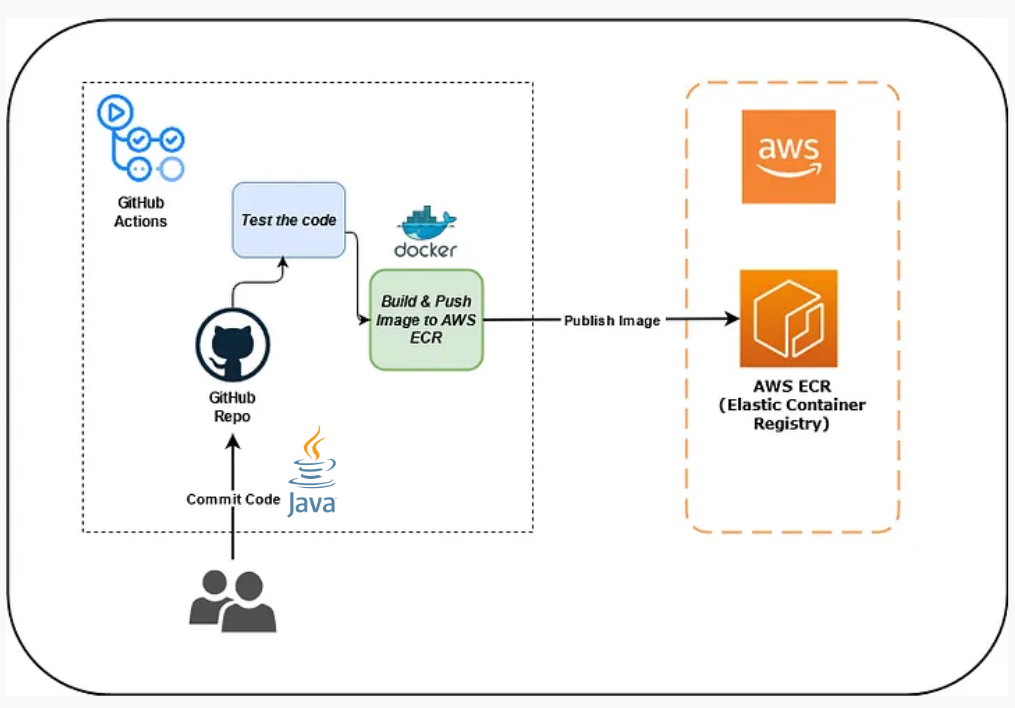 GitHub
Actions
aws
Test the code
docker
Build & Push
Image to AWS
ECR
Publish Image
AWS ECR
(Elastic Container
Registry)
GitHub
Repo
Commit Code
Java